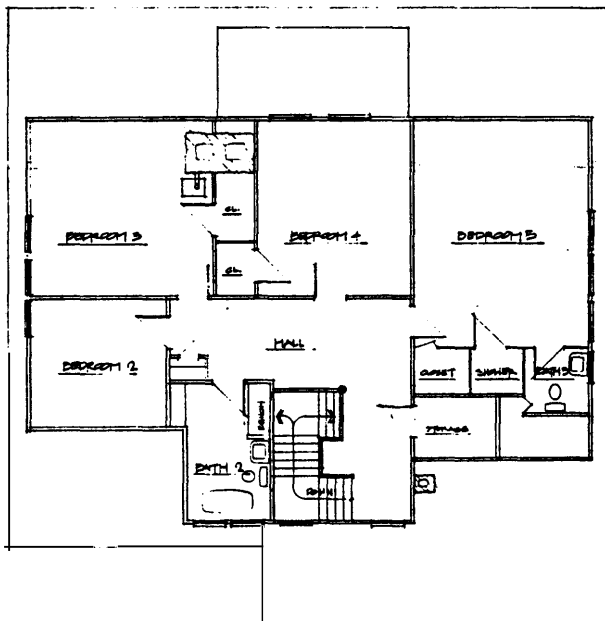 CL.
BEDROOM 3
BEDROOM 4
BEDROOM 5
CL.
HALL
BEDROOM 2
CLOSET
SHOWER
BATH 3
BENCH
STORAGE
BATH 2
DOWN